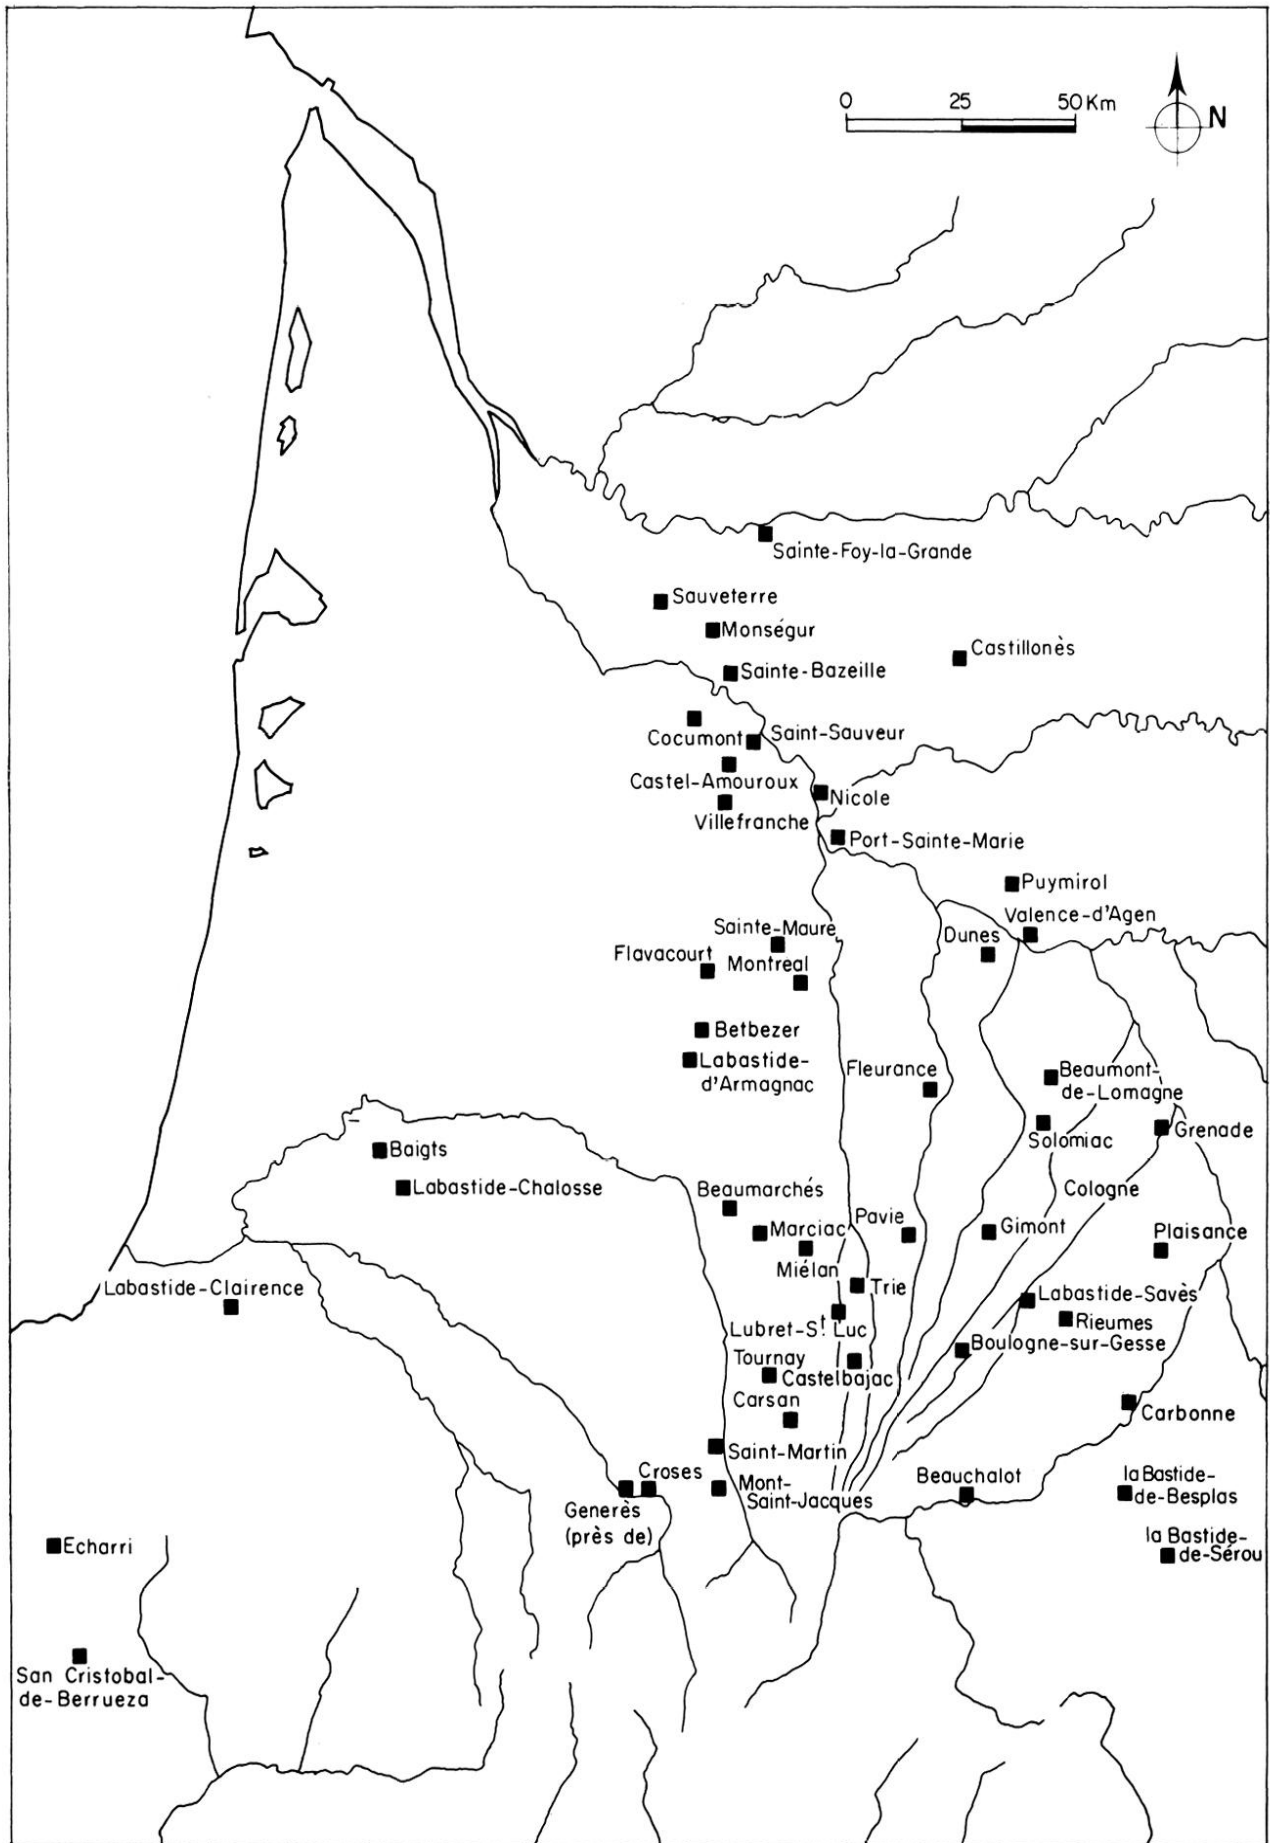 0 25 50 Km
N
Sainte-Foy-la-Grande
Sauveterre
Monségur
Castillonès
Sainte-Bazeille
Saint-Sauveur
Cocumont
Castel-Amouroux
Nicole
Villefranche
Port-Sainte-Marie
Puymirol
Valence-d'Agen
Sainte-Maure
Dunes
Flavacourt
Montreal
Betbezer
Labastide-
d'Armagnac
Fleurance
Beaumont-
de-Lomagne
Solomiac
Grenade
Baigts
Labastide-Chalosse
Beaumarchés
Cologne
Marciac
Pavie
Gimont
Plaisance
Miélan
Labastide-Clairence
Trie
Labastide-Savès
Rieumes
Lubret-St. Luc
Boulogne-sur-Gesse
Tournay
Castelbajac
Carsan
Carbonne
Saint-Martin
Croses
Mont-
Saint-Jacques
Beauchalot
la Bastide-
de-Besplas
Generès
(près de)
la Bastide-
de-Sérou
Echarri
San Cristobal-
de-Berrueza